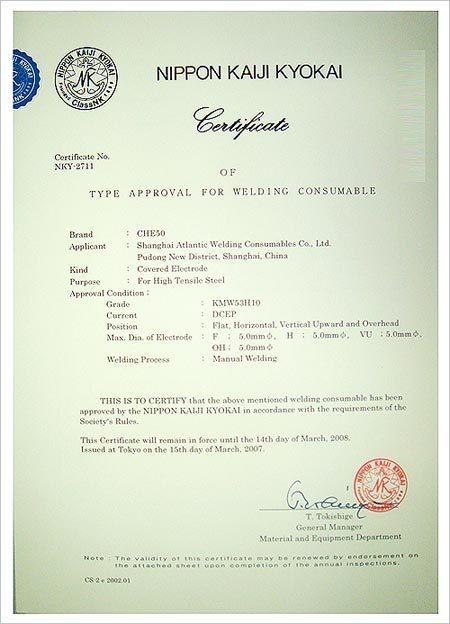 NIPPON KAIJI KYOKAI
ClassNK
NIPPON KAIJI KYOKAI
Certificate
Certificate No.
NKY-2711
OF
TYPE APPROVAL FOR WELDING CONSUMABLE
Brand : CHE50
Applicant : Shanghai Atlantic Welding Consumables Co., Ltd.
Pudong New District, Shanghai, China
Kind : Covered Electrode
Purpose : For High Tensile Steel
Approval Condition ;
Grade : KMW53H10
Current : DCEP
Position : Flat, Horizontal, Vertical Upward and Overhead
Max. Dia. of Electrode : F ; 5.0mmΦ, H ; 5.0mmΦ, VU ; 5.0mmΦ,
OH ; 5.0mmΦ
Welding Process : Manual Welding
THIS IS TO CERTIFY that the above mentioned welding consumable has been
approved by the NIPPON KAIJI KYOKAI in accordance with the requirements of the
Society's Rules.
This Certificate will remain in force until the 14th day of March, 2008.
Issued at Tokyo on the 15th day of March, 2007.
NIPPON KAIJI KYOKAI
T. Tokishige
General Manager
Material and Equipment Department
Note : The validity of this certificate may be renewed by endorsement on
the attached sheet upon completion of the annual inspections.
CS-2 e 2002.01